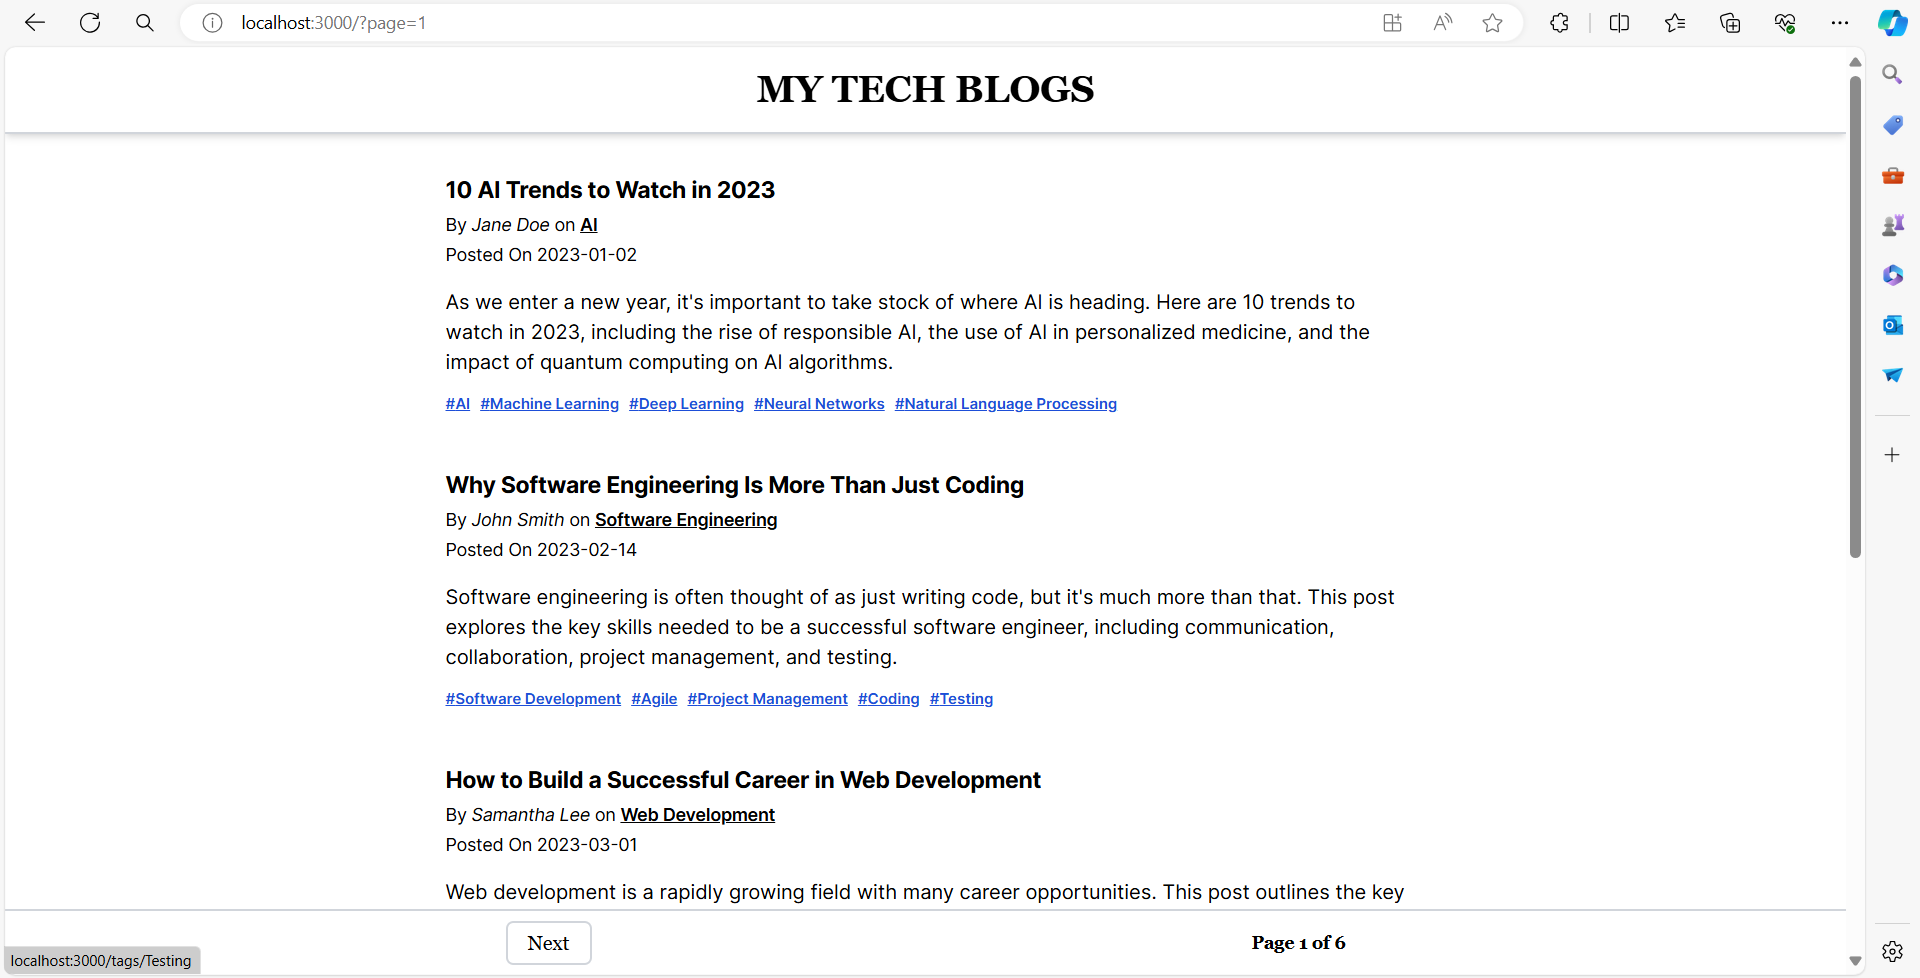 localhost:3000/?page=1
MY TECH BLOGS
10 AI Trends to Watch in 2023
By Jane Doe on AI
Posted On 2023-01-02
As we enter a new year, it's important to take stock of where AI is heading. Here are 10 trends to
watch in 2023, including the rise of responsible AI, the use of AI in personalized medicine, and the
impact of quantum computing on AI algorithms.
#AI #Machine Learning #Deep Learning #Neural Networks #Natural Language Processing
Why Software Engineering Is More Than Just Coding
By John Smith on Software Engineering
Posted On 2023-02-14
Software engineering is often thought of as just writing code, but it's much more than that. This post
explores the key skills needed to be a successful software engineer, including communication,
collaboration, project management, and testing.
#Software Development #Agile #Project Management #Coding #Testing
How to Build a Successful Career in Web Development
By Samantha Lee on Web Development
Posted On 2023-03-01
Web development is a rapidly growing field with many career opportunities. This post outlines the key
Next
Page 1 of 6
localhost:3000/tags/Testing